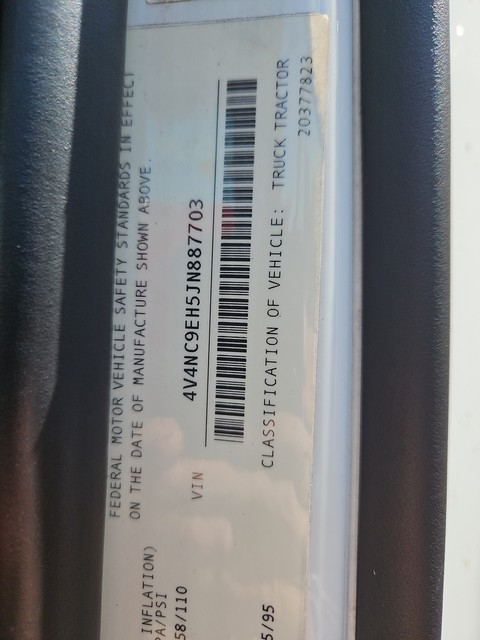 FEDERAL MOTOR VEHICLE SAFETY STANDARDS IN EFFECT
ON THE DATE OF MANUFACTURE SHOWN ABOVE.
INFLATION)
PA/PSI
58/110
VIN 4V4NC9EH5JN887703
5/95
CLASSIFICATION OF VEHICLE: TRUCK TRACTOR
20377823